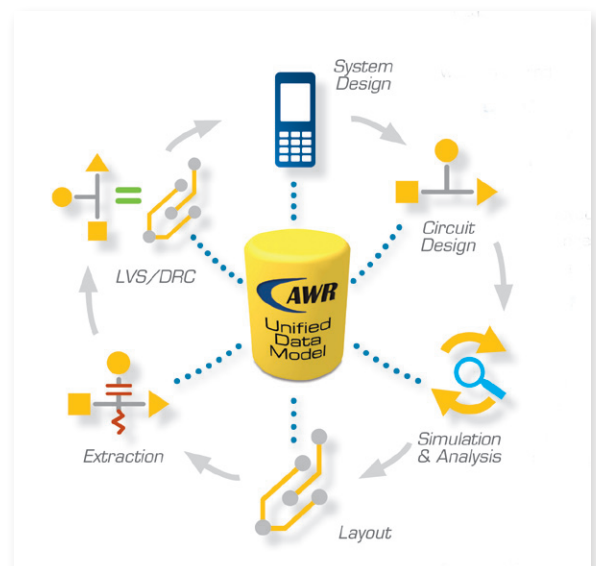 System
Design
Circuit
Design
Simulation
& Analysis
Layout
Extraction
LVS/DRC
AWR
Unified
Data
Model